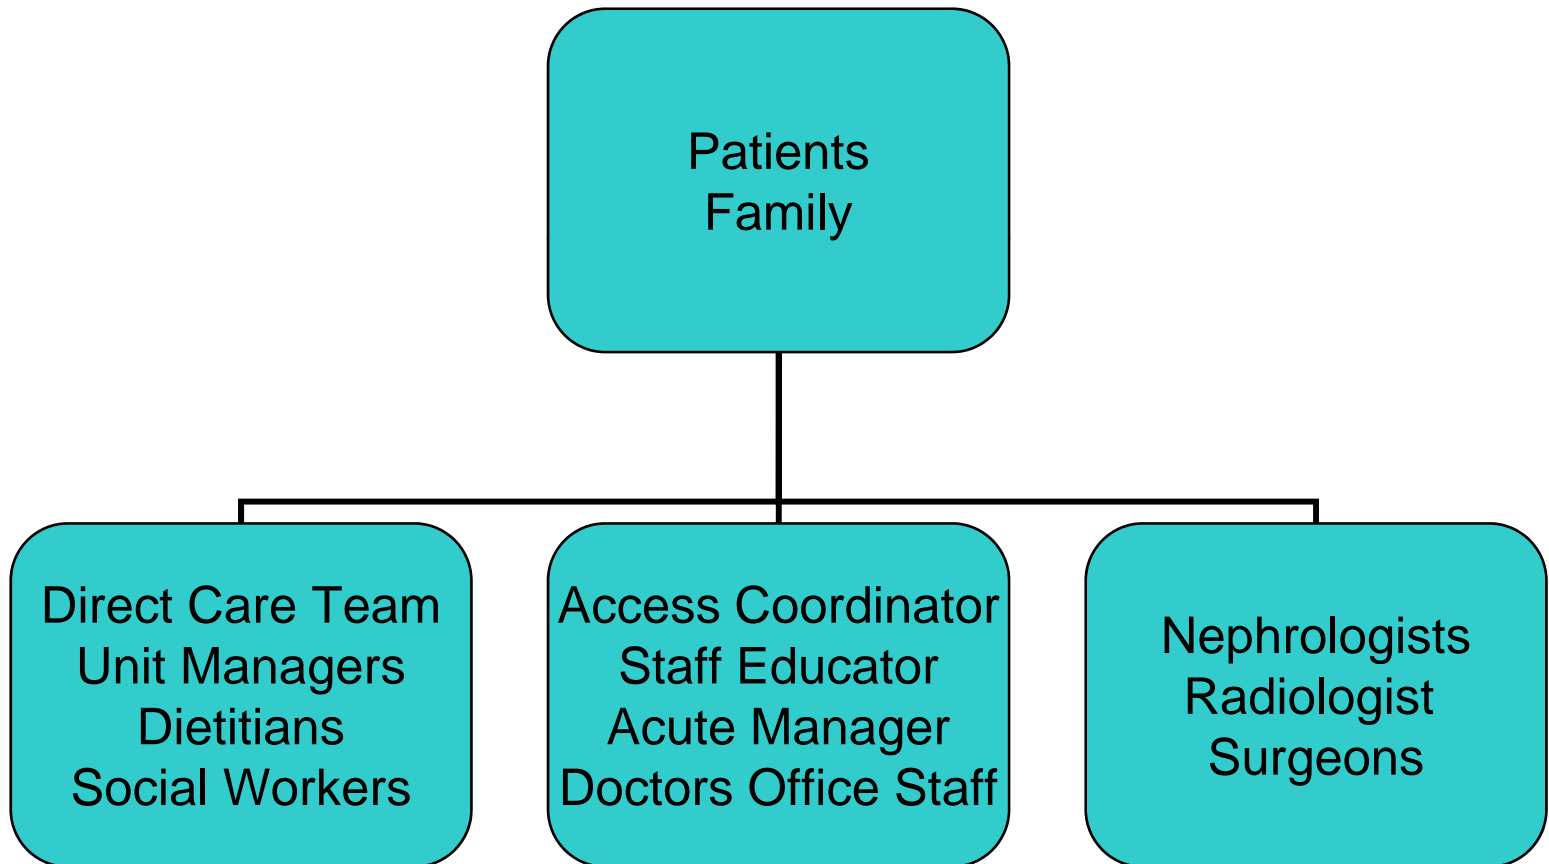 Patients
Family
Direct Care Team
Unit Managers
Dietitians
Social Workers
Access Coordinator
Staff Educator
Acute Manager
Doctors Office Staff
Nephrologists
Radiologist
Surgeons